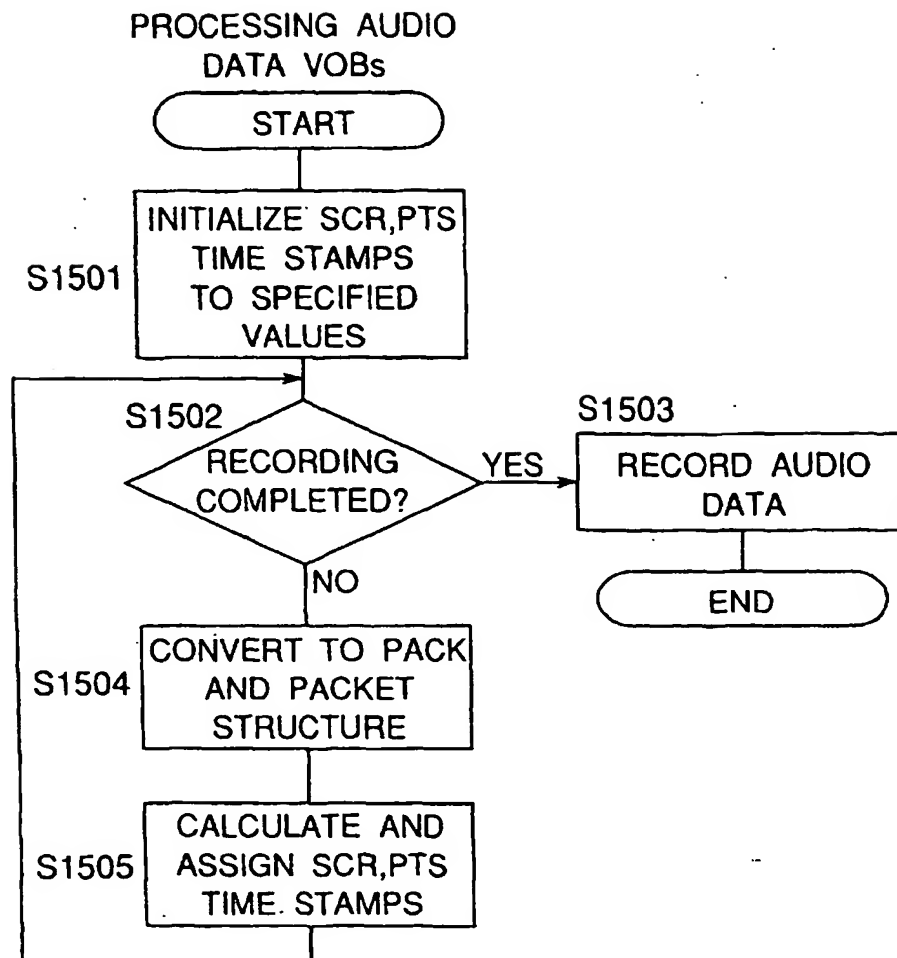 PROCESSING AUDIO
DATA VOBs
START
S1501
INITIALIZE SCR,PTS
TIME STAMPS
TO SPECIFIED
VALUES
S1502
RECORDING
COMPLETED?
YES
S1503
RECORD AUDIO
DATA
END
NO
S1504
CONVERT TO PACK
AND PACKET
STRUCTURE
S1505
CALCULATE AND
ASSIGN SCR,PTS
TIME. STAMPS